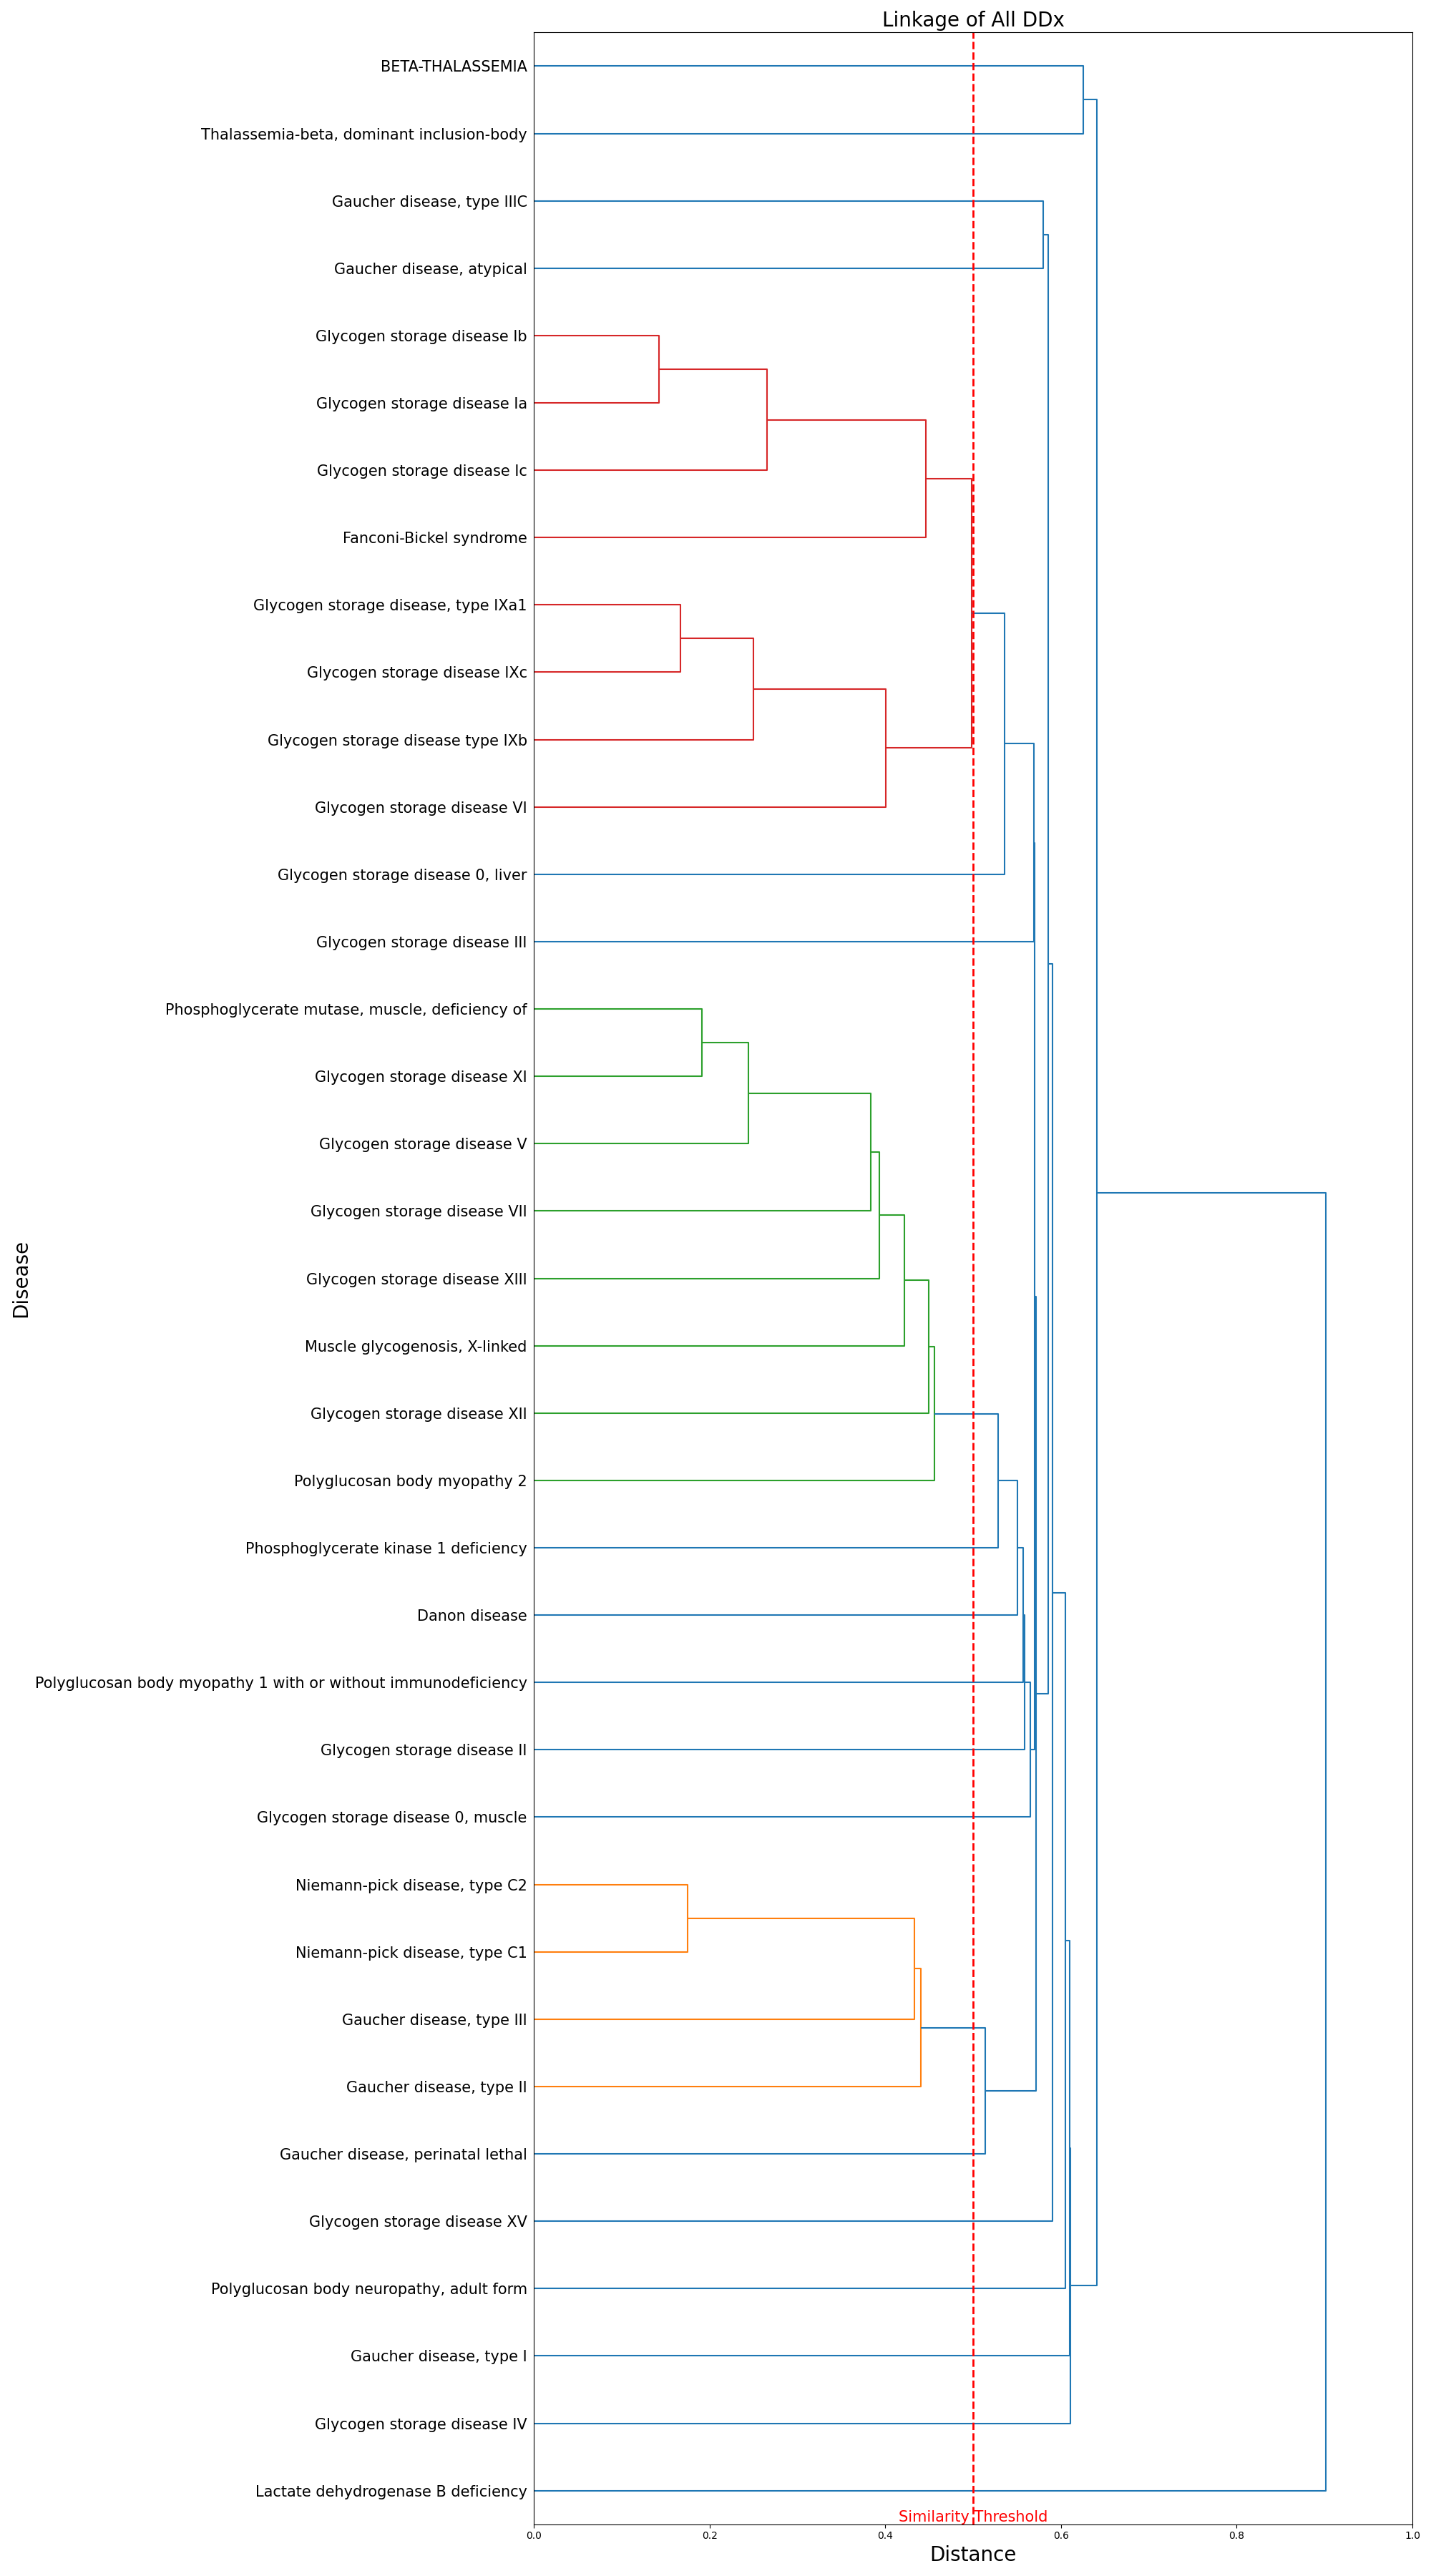 Linkage of All DDx
BETA-THALASSEMIA
Thalassemia-beta, dominant inclusion-body
Gaucher disease, type IIIC
Gaucher disease, atypical
Glycogen storage disease Ib
Glycogen storage disease Ia
Glycogen storage disease Ic
Fanconi-Bickel syndrome
Glycogen storage disease, type IXa1
Glycogen storage disease IXc
Glycogen storage disease type IXb
Glycogen storage disease VI
Glycogen storage disease 0, liver
Glycogen storage disease III
Phosphoglycerate mutase, muscle, deficiency of
Glycogen storage disease XI
Glycogen storage disease V
Glycogen storage disease VII
Glycogen storage disease XIII
Muscle glycogenosis, X-linked
Glycogen storage disease XII
Polyglucosan body myopathy 2
Phosphoglycerate kinase 1 deficiency
Danon disease
Polyglucosan body myopathy 1 with or without immunodeficiency
Glycogen storage disease II
Glycogen storage disease 0, muscle
Niemann-pick disease, type C2
Niemann-pick disease, type C1
Gaucher disease, type III
Gaucher disease, type II
Gaucher disease, perinatal lethal
Glycogen storage disease XV
Polyglucosan body neuropathy, adult form
Gaucher disease, type I
Glycogen storage disease IV
Lactate dehydrogenase B deficiency
Disease
Similarity Threshold
0.0 0.2 0.4 0.6 0.8 1.0
Distance